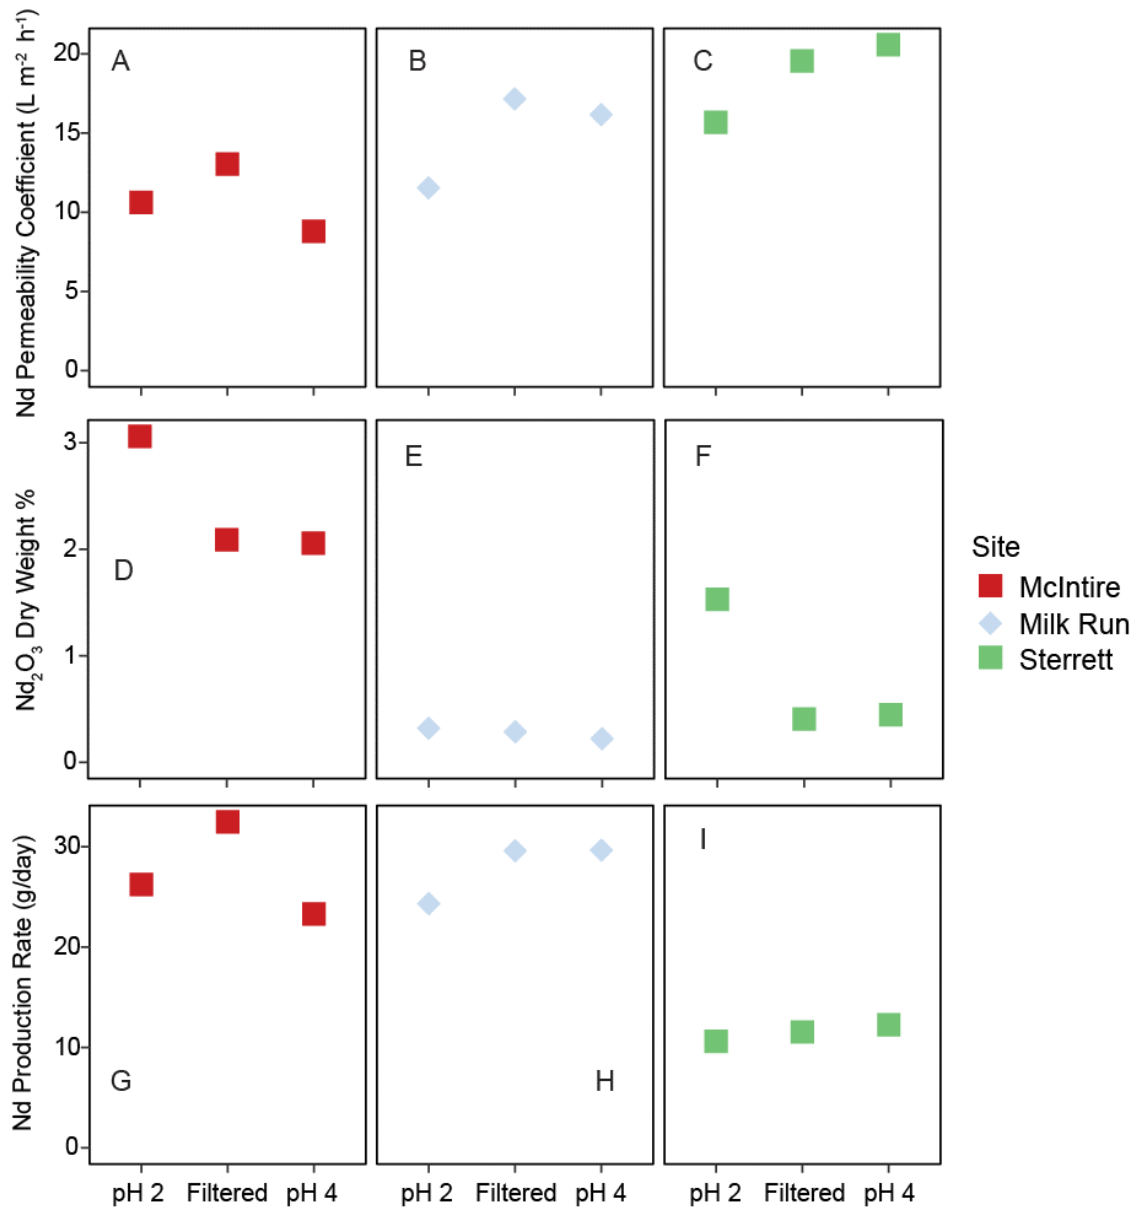 Nd Permeability Coefficient (L m⁻² h⁻¹)
20
15
10
5
0
A
B
C
Nd₂O₃ Dry Weight %
3
2
1
0
D
E
F
Nd Production Rate (g/day)
30
20
10
0
G
H
I
pH 2 Filtered pH 4
pH 2 Filtered pH 4
pH 2 Filtered pH 4
Site
McIntire
Milk Run
Sterrett